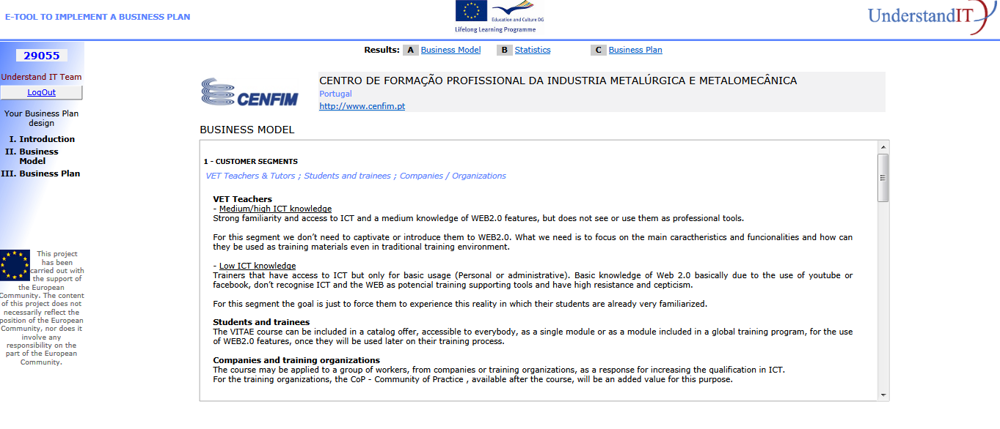 E-TOOL TO IMPLEMENT A BUSINESS PLAN
Education and Culture DG
Lifelong Learning Programme
UnderstandIT
29055
Understand IT Team
LogOut
Your Business Plan
design
I. Introduction
II. Business
Model
III. Business Plan
This project
has been
carried out with
the support of
the European
Community. The content
of this project does not
necessarily reflect the
position of the European
Community, nor does it
involve any
responsibility on the
part of the European
Community.
Results: A Business Model B Statistics C Business Plan
CENFIM
CENTRO DE FORMAÇÃO PROFISSIONAL DA INDUSTRIA METALÚRGICA E METALOMECÂNICA
Portugal
http://www.cenfim.pt
BUSINESS MODEL
1 - CUSTOMER SEGMENTS
VET Teachers & Tutors ; Students and trainees ; Companies / Organizations
VET Teachers
- Medium/high ICT knowledge
Strong familiarity and access to ICT and a medium knowledge of WEB2.0 features, but does not see or use them as professional tools.
For this segment we don't need to captivate or introduce them to WEB2.0. What we need is to focus on the main caractheristics and funcionalities and how can
they be used as training materials even in traditional training environment.
- Low ICT knowledge
Trainers that have access to ICT but only for basic usage (Personal or administrative). Basic knowledge of Web 2.0 basically due to the use of youtube or
facebook, don't recognise ICT and the WEB as potencial training supporting tools and have high resistance and cepticism.
For this segment the goal is just to force them to experience this reality in which their students are already very familiarized.
Students and trainees
The VITAE course can be included in a catalog offer, accessible to everybody, as a single module or as a module included in a global training program, for the use
of WEB2.0 features, once they will be used later on their training process.
Companies and training organizations
The course may be applied to a group of workers, from companies or training organizations, as a response for increasing the qualification in ICT.
For the training organizations, the CoP - Community of Practice , available after the course, will be an added value for this purpose.